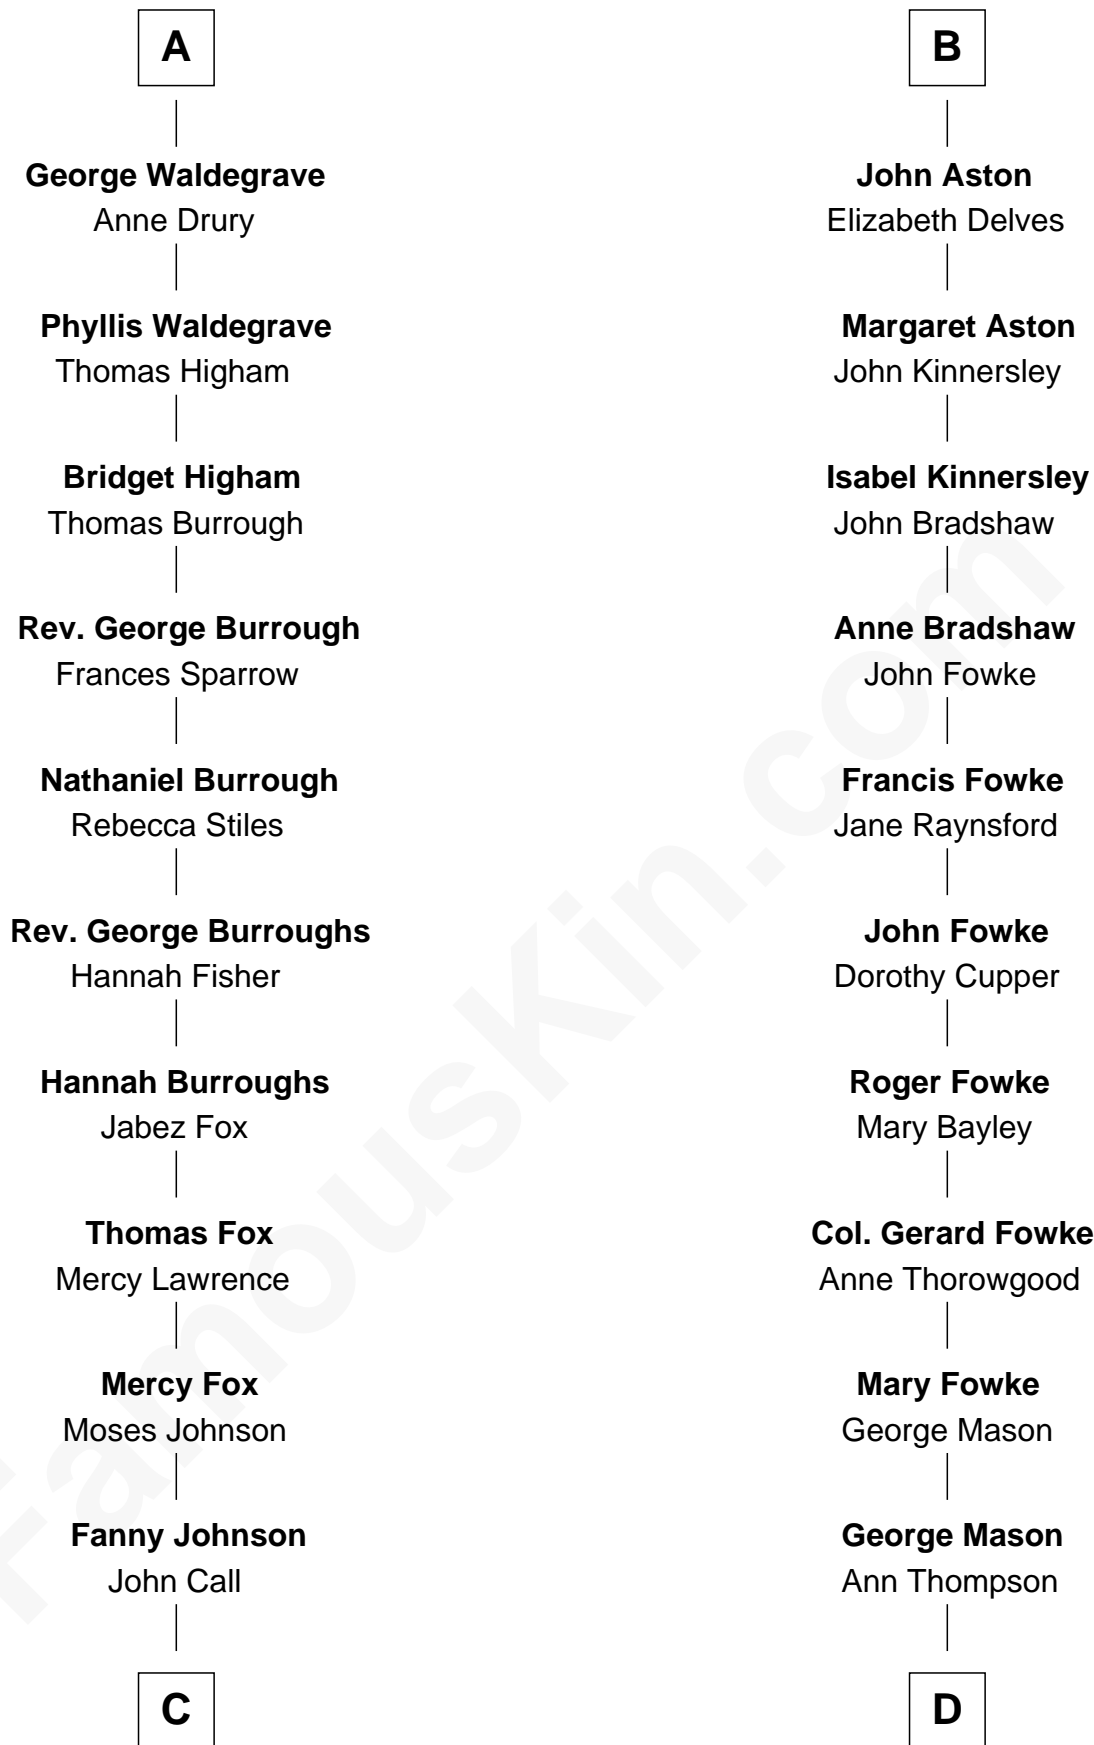 A
George Waldegrave
Anne Drury
Phyllis Waldegrave
Thomas Higham
Bridget Higham
Thomas Burrough
Rev. George Burrough
Frances Sparrow
Nathaniel Burrough
Rebecca Stiles
Rev. George Burroughs
Hannah Fisher
Hannah Burroughs
Jabez Fox
Thomas Fox
Mercy Lawrence
Mercy Fox
Moses Johnson
Fanny Johnson
John Call
C
B
John Aston
Elizabeth Delves
Margaret Aston
John Kinnersley
Isabel Kinnersley
John Bradshaw
Anne Bradshaw
John Fowke
Francis Fowke
Jane Raynsford
John Fowke
Dorothy Cupper
Roger Fowke
Mary Bayley
Col. Gerard Fowke
Anne Thorowgood
Mary Fowke
George Mason
George Mason
Ann Thompson
D
FamousKin.com